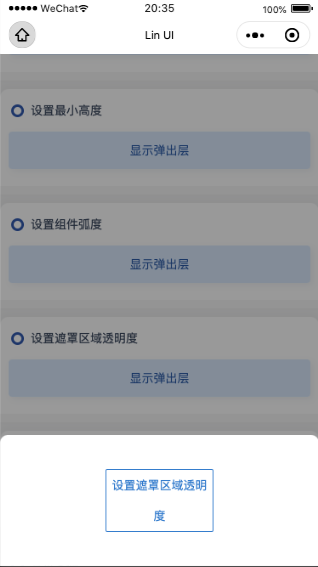 WeChat
20:35
100%
Lin UI
设置最小高度
显示弹出层
设置组件弧度
显示弹出层
设置遮罩区域透明度
显示弹出层
设置遮罩区域透明
度